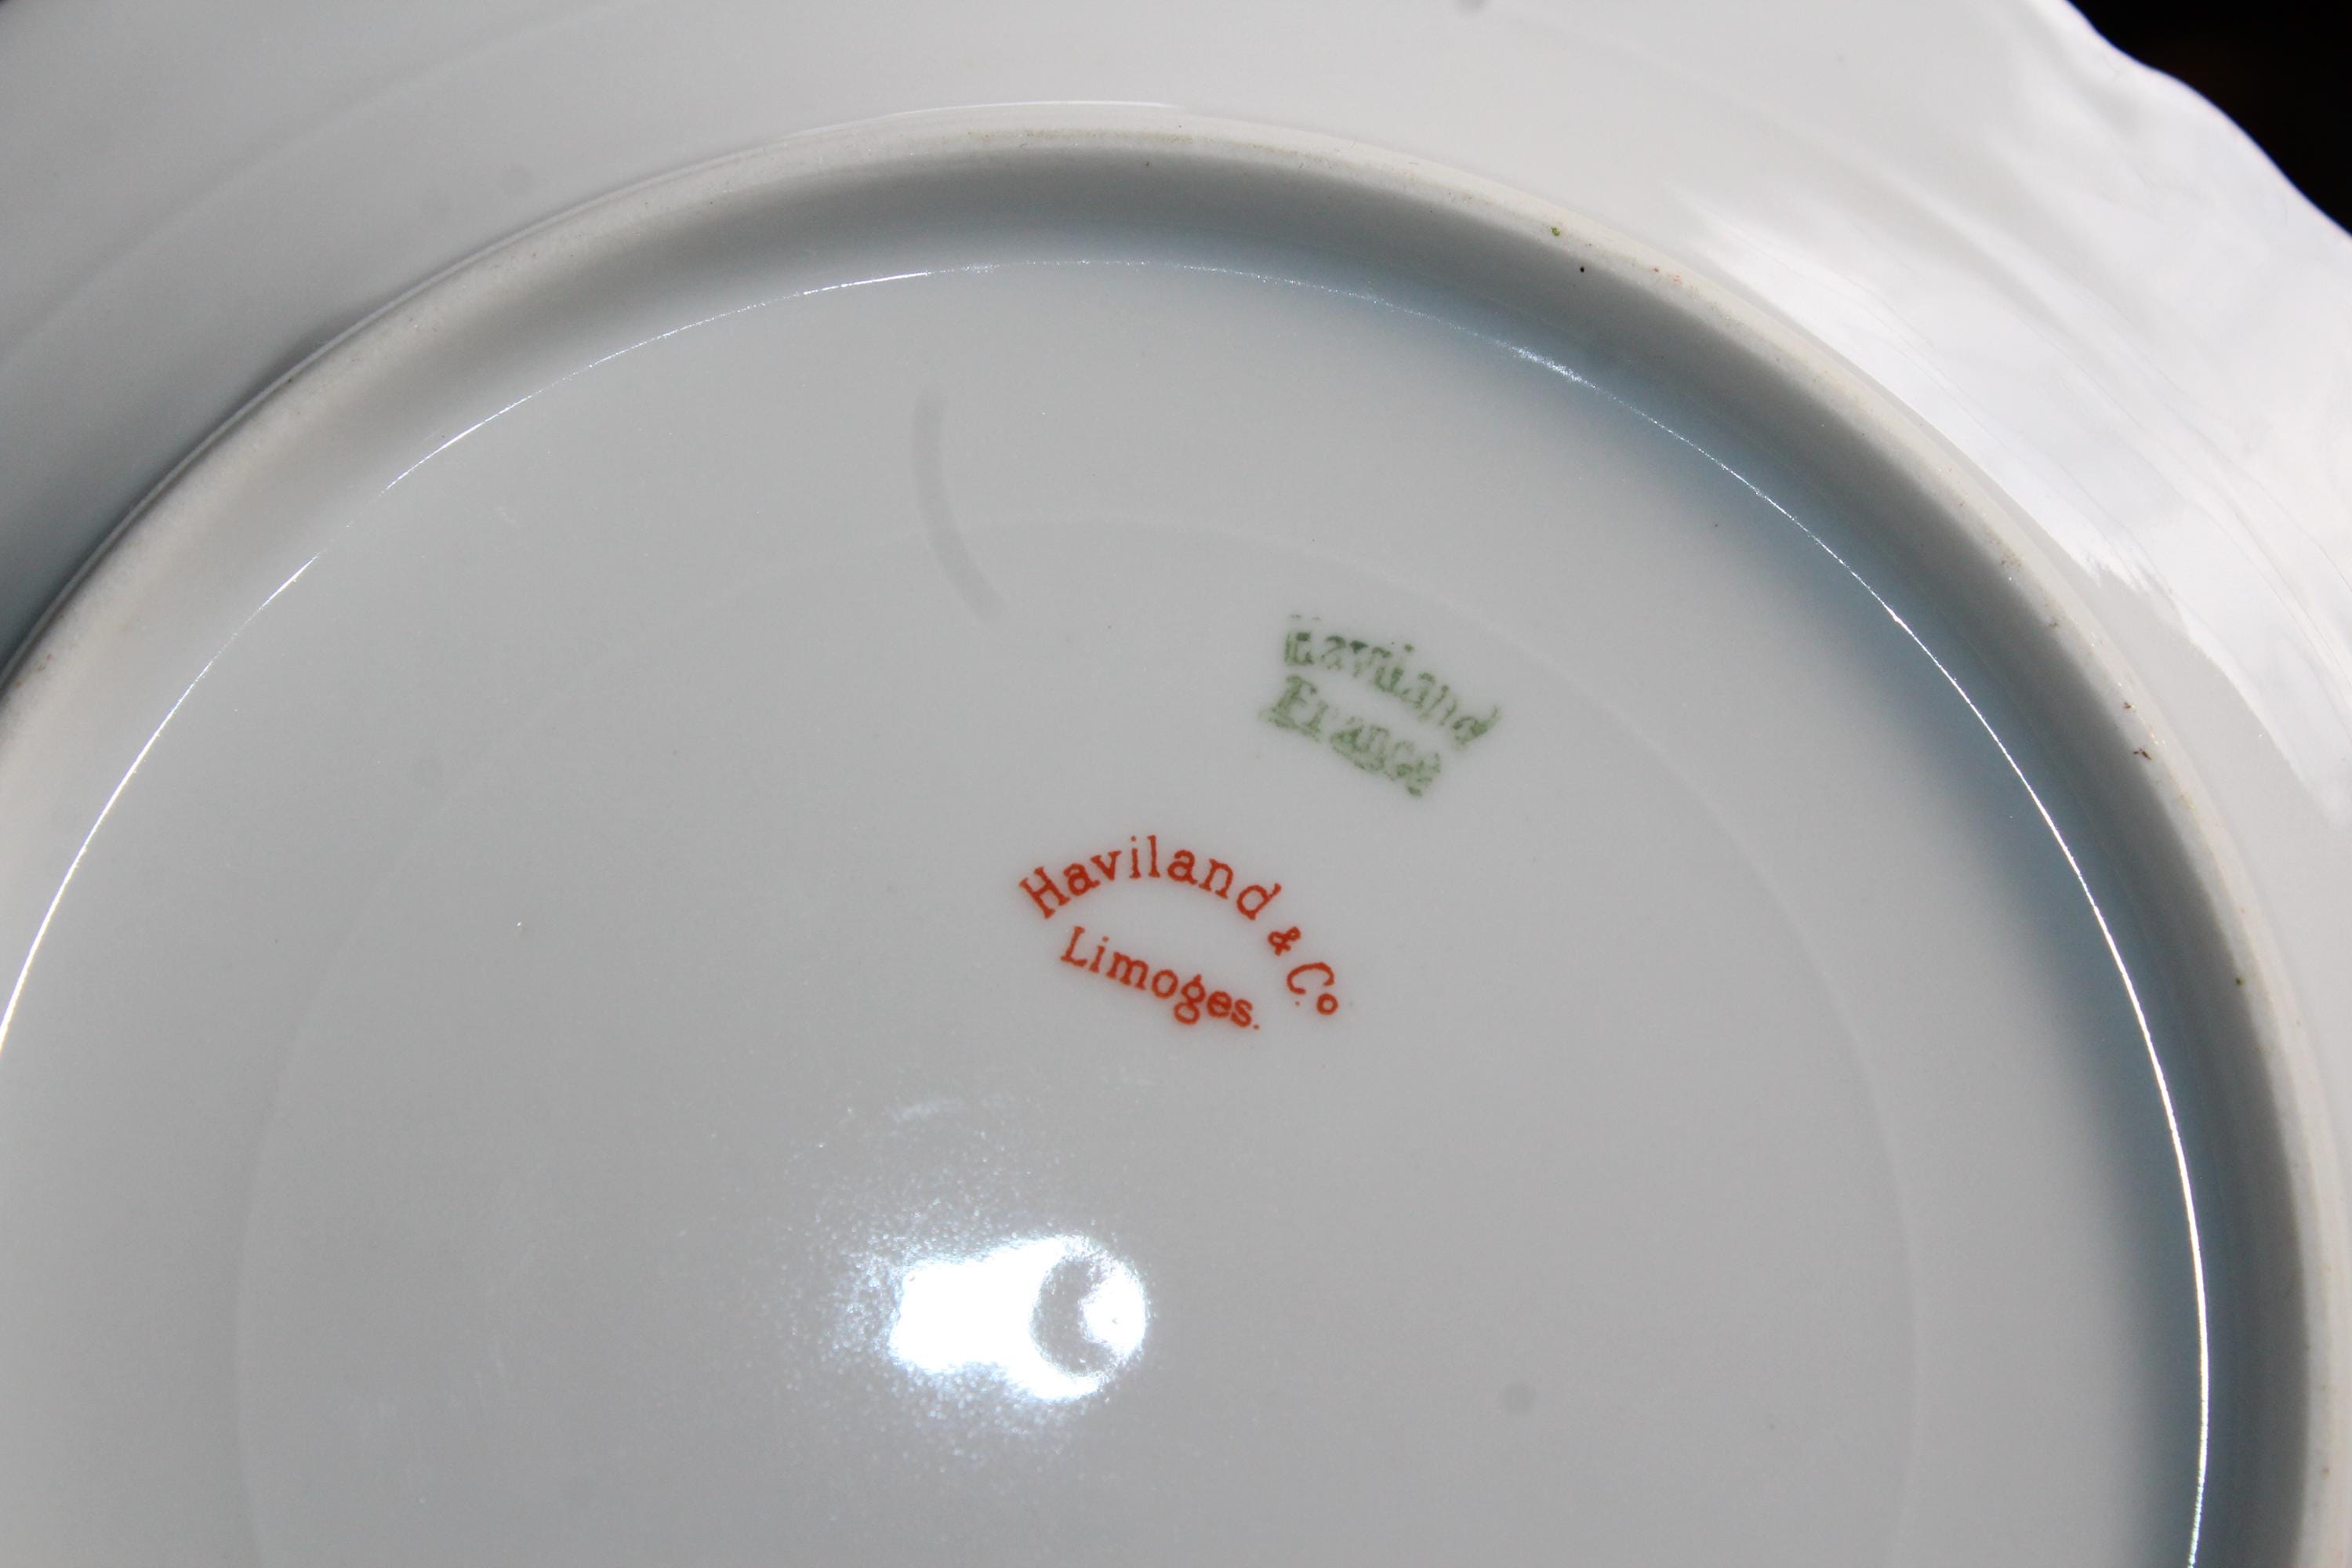 Haviland
France
Haviland & Co
Limoges.